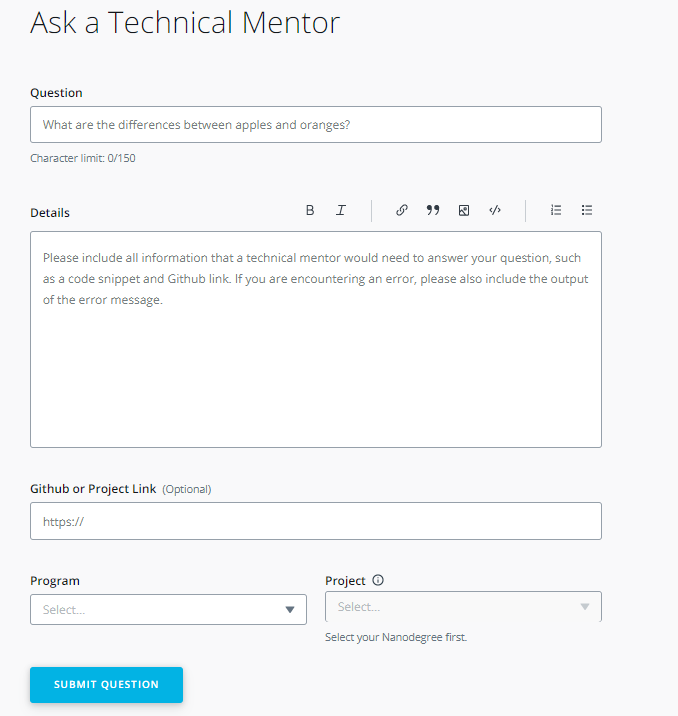 Ask a Technical Mentor
Question
What are the differences between apples and oranges?
Character limit: 0/150
Details
B I
Please include all information that a technical mentor would need to answer your question, such
as a code snippet and Github link. If you are encountering an error, please also include the output
of the error message.
Github or Project Link (Optional)
https://
Program
Project
Select...
Select...
Select your Nanodegree first.
SUBMIT QUESTION